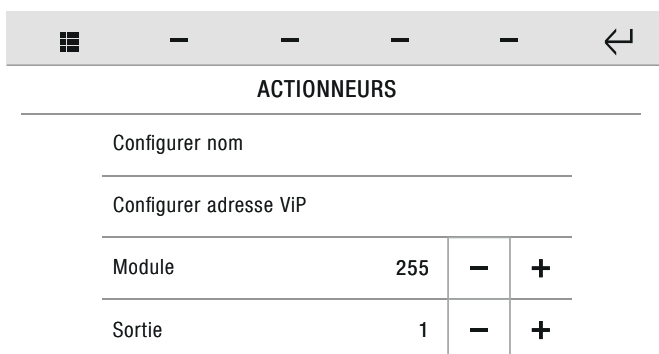 ACTIONNEURS
Configurer nom
Configurer adresse ViP
Module 255 − +
Sortie 1 − +